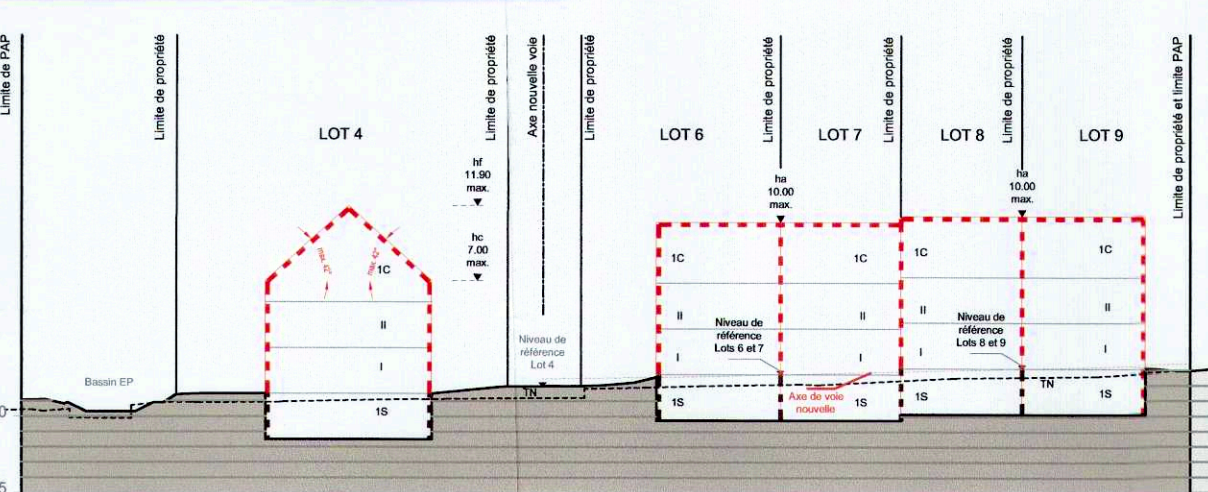 Limite de PAP
Limite de propriété
LOT 4
Limite de propriété
Axe nouvelle voie
Limite de propriété
LOT 6
Limite de propriété
LOT 7
Limite de propriété
LOT 8
Limite de propriété
LOT 9
Limite de propriété et limite PAP
hf
11.90
max.
hc
7.00
max.
ha
10.00
max.
ha
10.00
max.
max. 42°
max. 42°
1C
II
I
1S
1C
II
I
1S
1C
II
I
1S
1C
II
I
1S
1C
II
I
1S
Niveau de
référence
Lot 4
TN
Niveau de
référence
Lots 6 et 7
Niveau de
référence
Lots 8 et 9
TN
Axe de voie
nouvelle
Bassin EP
0
5